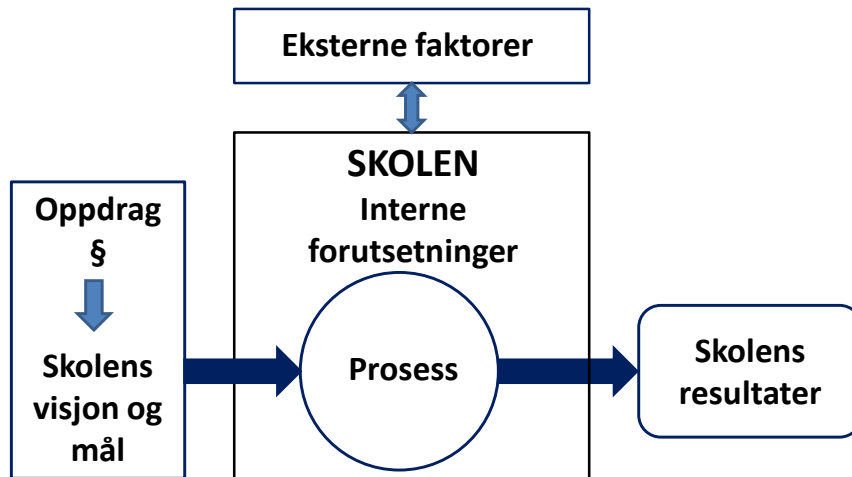 Eksterne faktorer
SKOLEN
Interne
forutsetninger
Oppdrag
§
Skolens
visjon og
mål
Prosess
Skolens
resultater